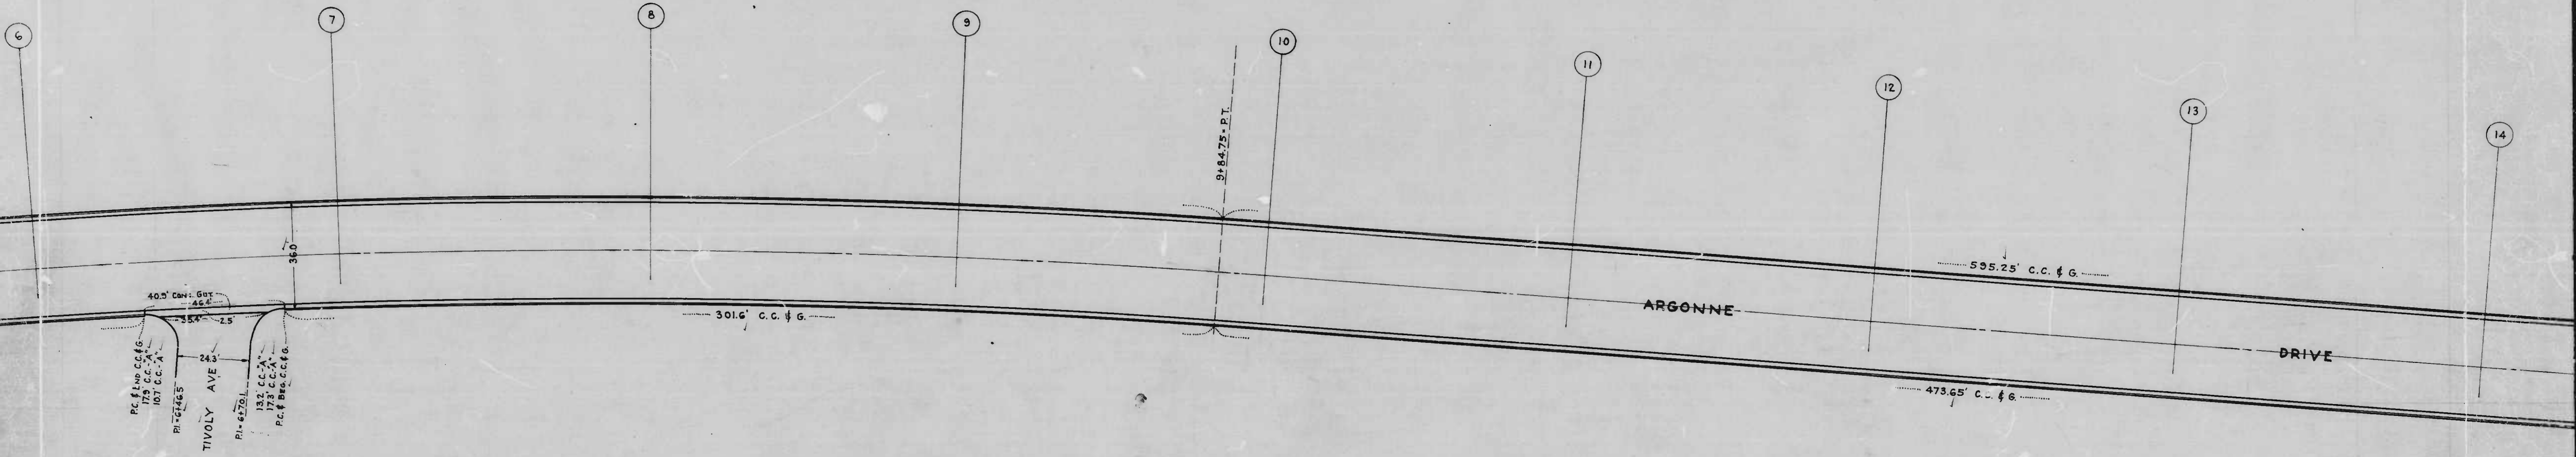 6
7
8
9
10
11
12
13
14
9+84.75 = P.T.
36.0
40.9' CONC. GUT.
46.4'
35.4'
2.5'
24.3'
P.C. & END C.C. & G.
17.9' C.C.-"A"
10.7' C.C.-"A"
P.I. = 6+46.5
TIVOLY AVE.
P.I. = 6+70.1
13.2' C.C.-"A"
17.3' C.C.-"A"
P.C. & BEG. C.C. & G.
301.6' C.C. & G.
595.25' C.C. & G.
ARGONNE
DRIVE
473.65' C.C. & G.